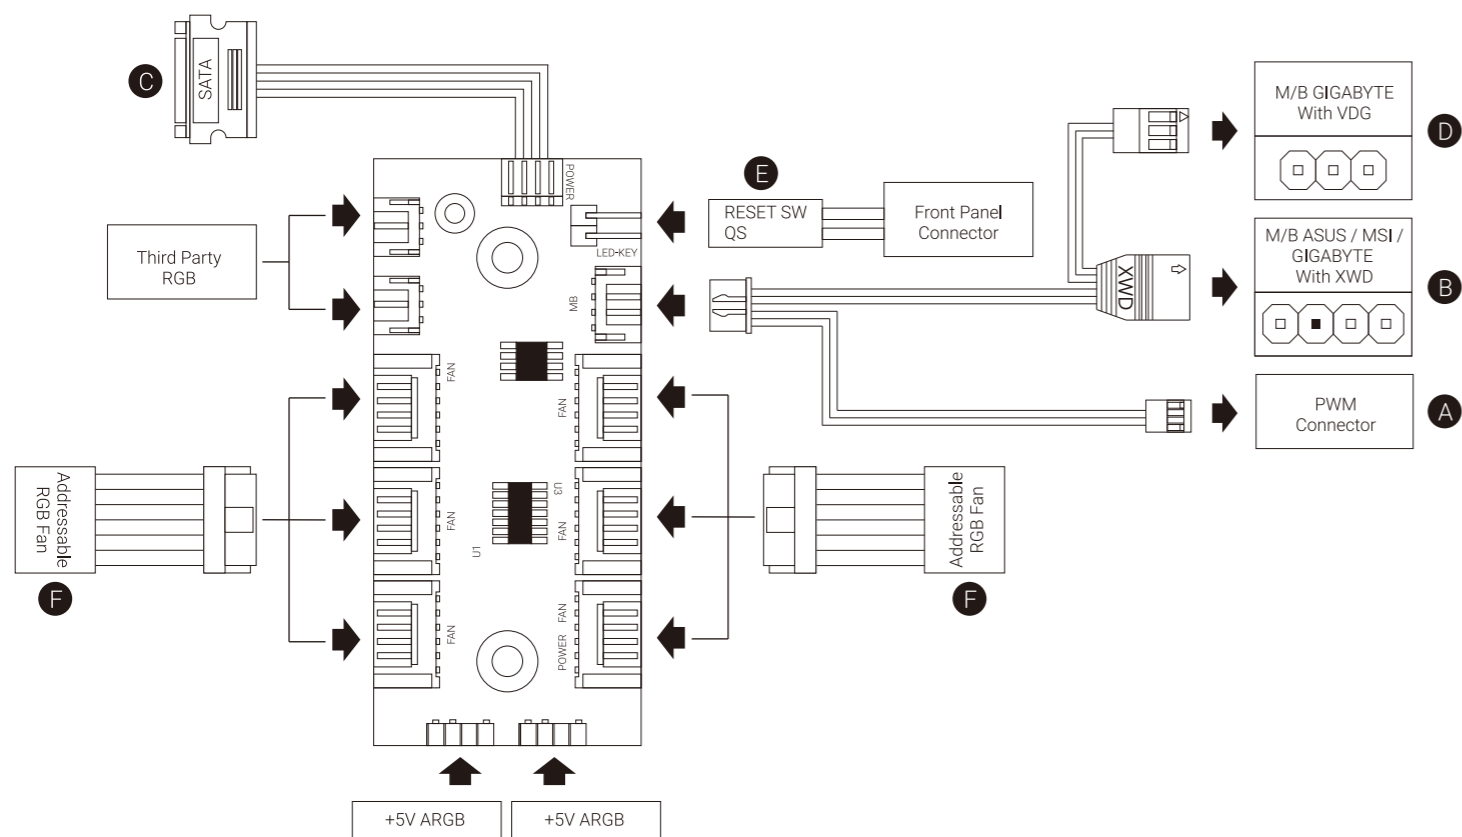 C
SATA
POWER
E
RESET SW
QS
Front Panel
Connector
M/B GIGABYTE
With VDG
D
LED-KEY
Third Party
RGB
MB
XWD
M/B ASUS / MSI /
GIGABYTE
With XWD
B
FAN
FAN
PWM
Connector
A
Addressable
RGB Fan
F
FAN
U3
FAN
U1
Addressable
RGB Fan
F
FAN
FAN
POWER
+5V ARGB
+5V ARGB